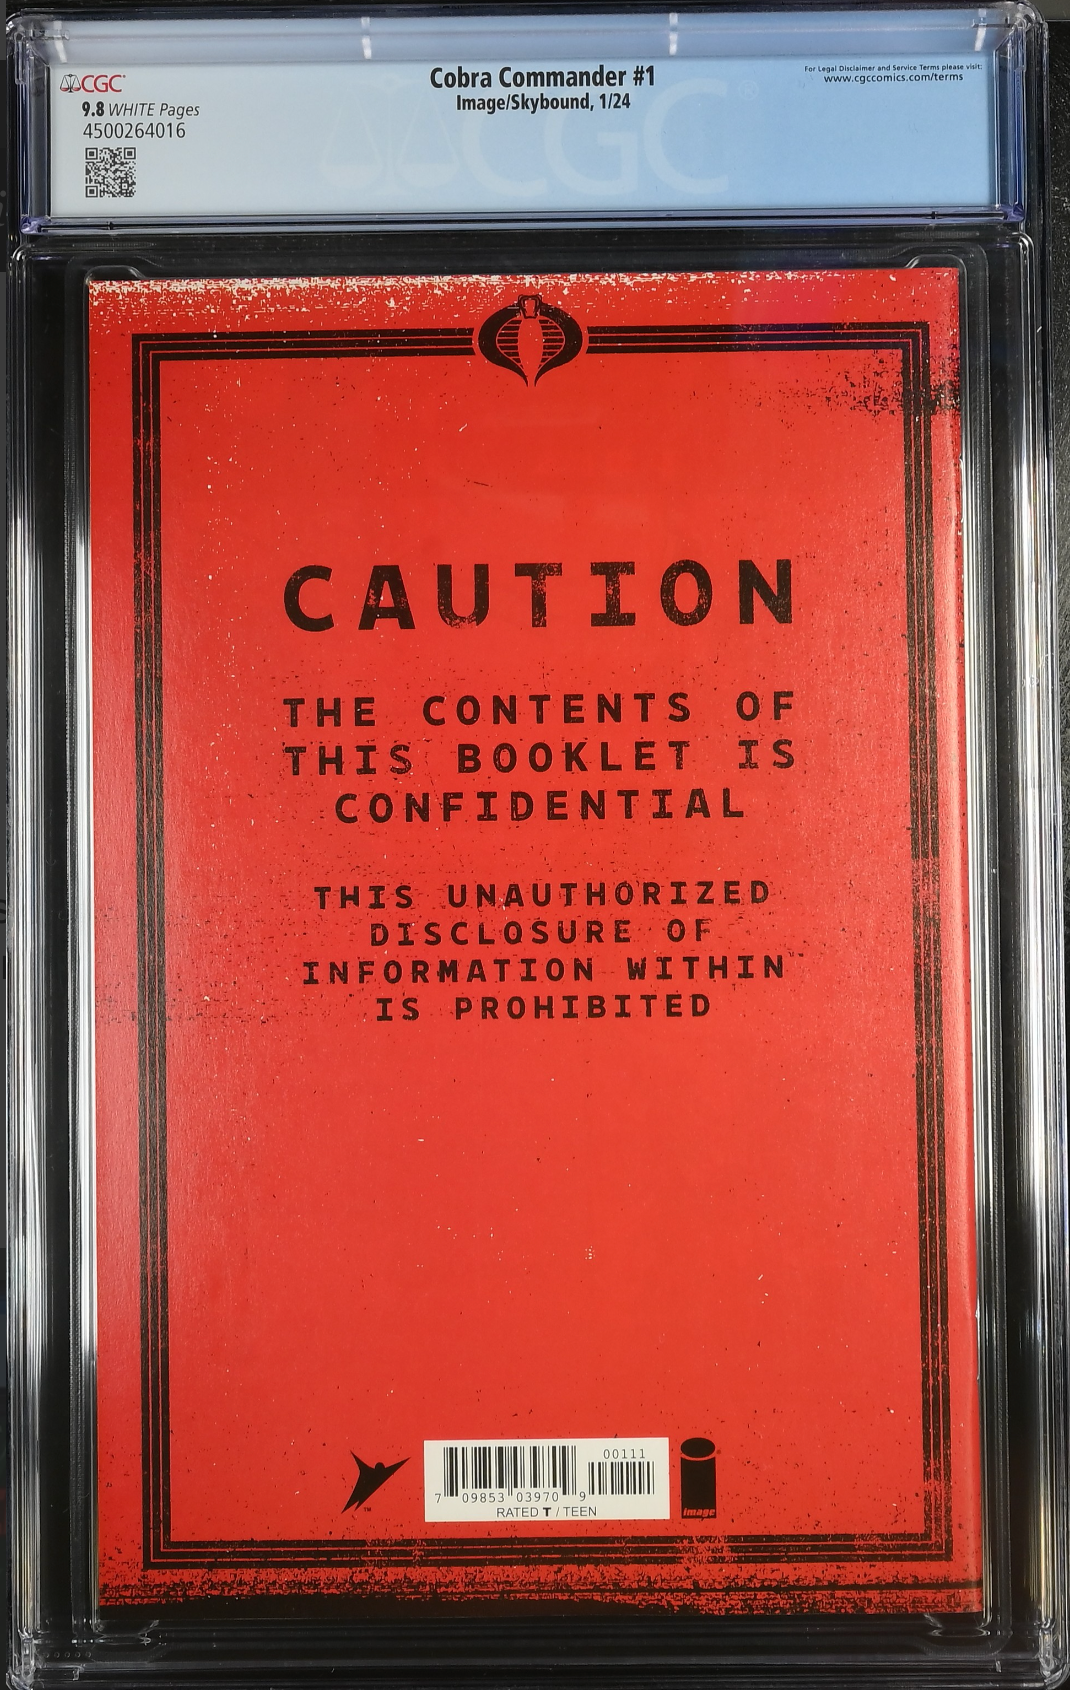 CGC
Cobra Commander #1
For Legal Disclaimer and Service Terms please visit:
www.cgccomics.com/terms
9.8 WHITE Pages
Image/Skybound, 1/24
4500264016
CGC
CAUTION
THE CONTENTS OF
THIS BOOKLET IS
CONFIDENTIAL
THIS UNAUTHORIZED
DISCLOSURE OF
INFORMATION WITHIN
IS PROHIBITED
00111
7 09853 03970 9
RATED T / TEEN
TM
image